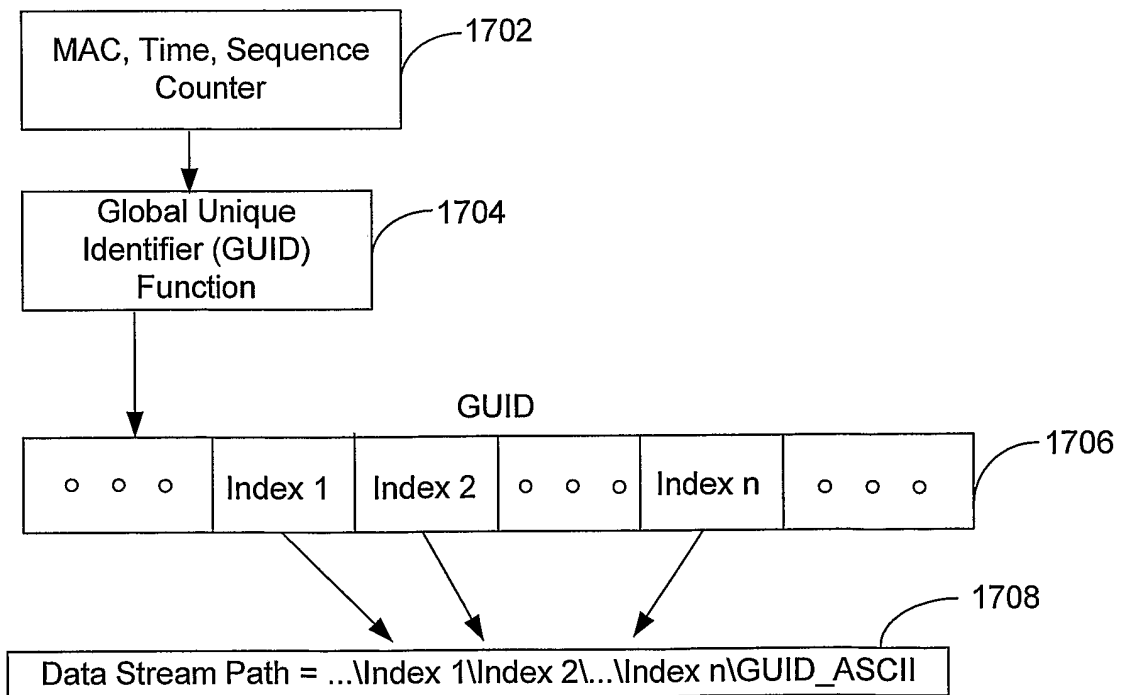 MAC, Time, Sequence
Counter
1702
Global Unique
Identifier (GUID)
Function
1704
GUID
Index 1
Index 2
Index n
1706
1708
Data Stream Path = ...\Index 1\Index 2\...\Index n\GUID_ASCII